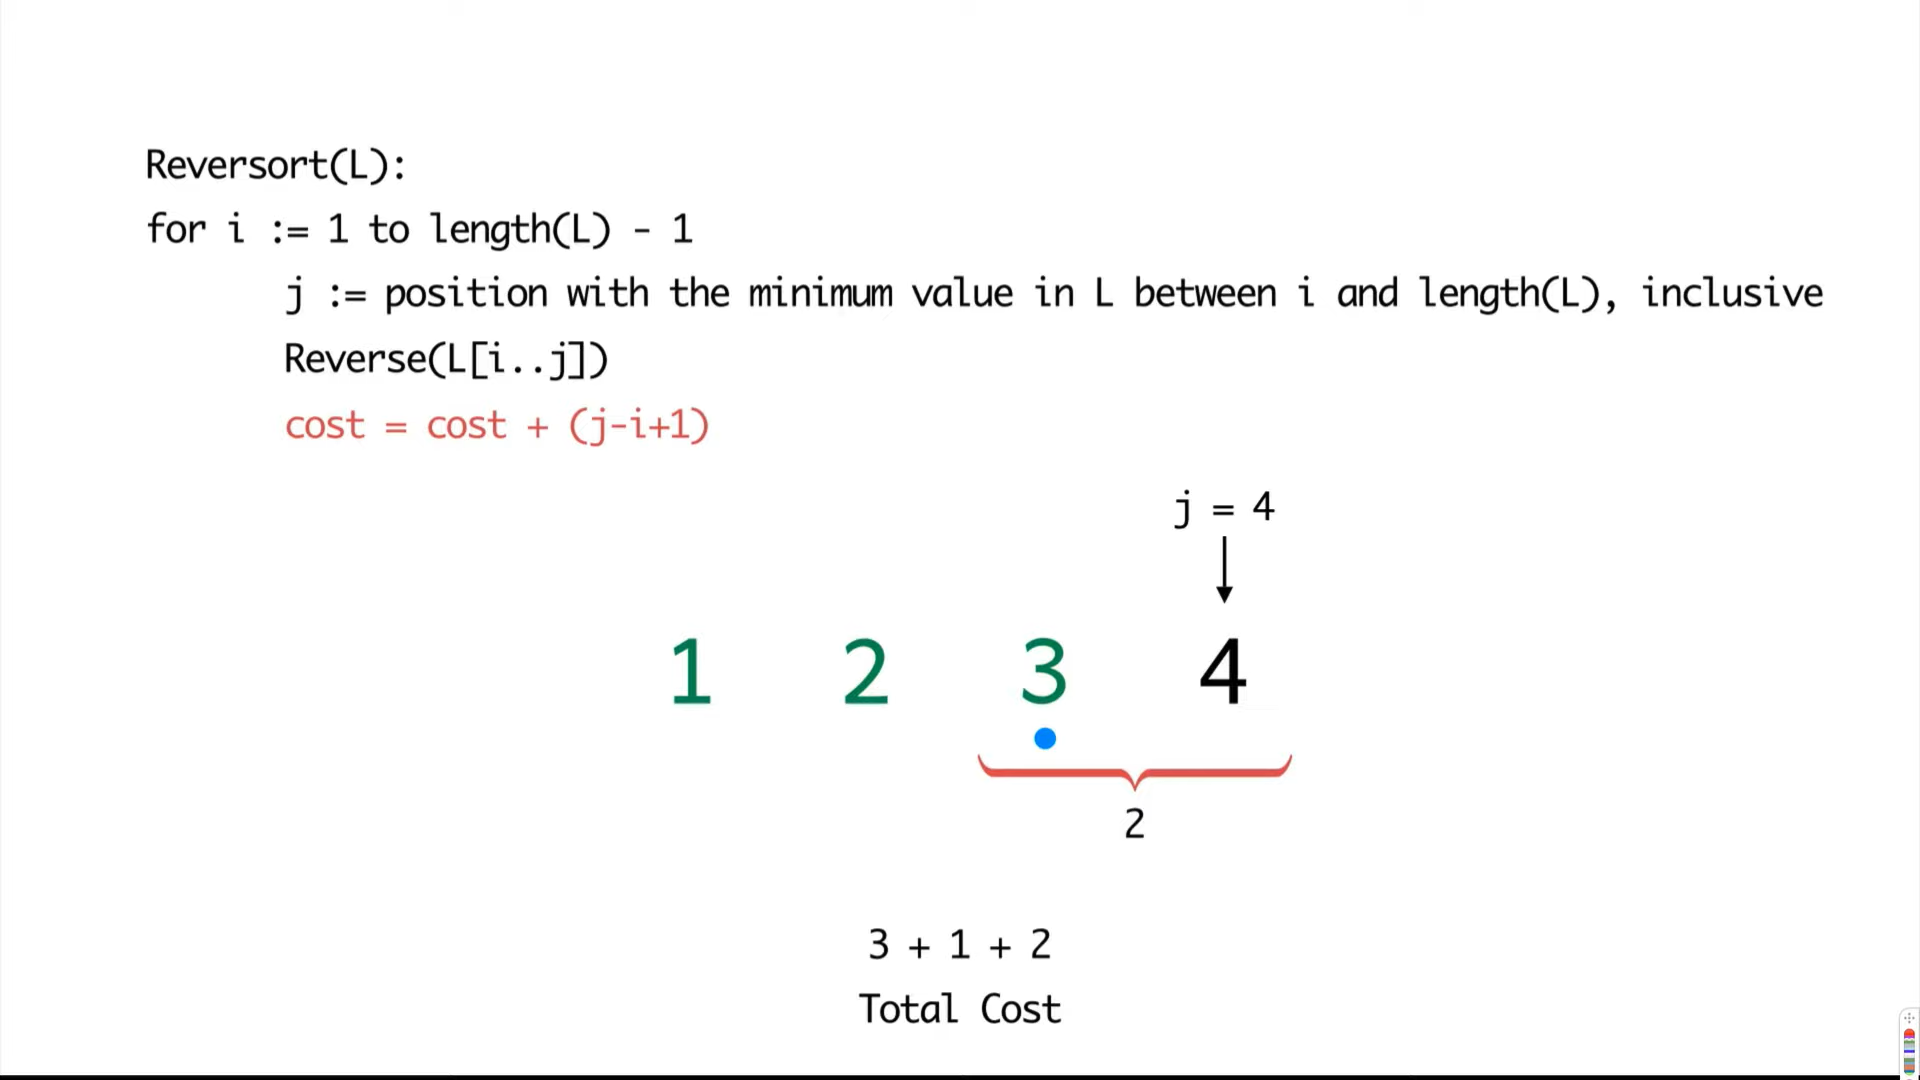 Reversort(L):
for i := 1 to length(L) - 1
j := position with the minimum value in L between i and length(L), inclusive
Reverse(L[i..j])
cost = cost + (j-i+1)
j = 4
1 2 3 4
2
3 + 1 + 2
Total Cost